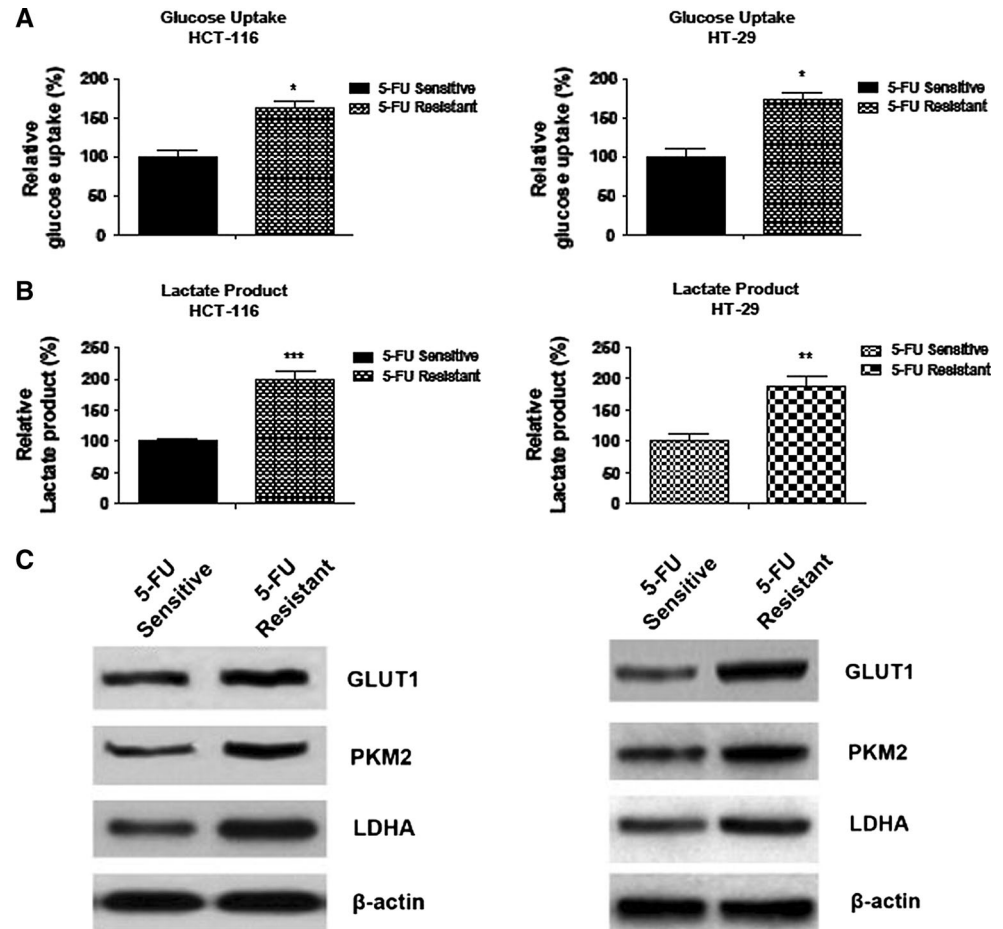 A
Glucose Uptake
HCT-116
Relative
glucose uptake (%)
200
150
100
50
0
*
5-FU Sensitive
5-FU Resistant
Glucose Uptake
HT-29
Relative
glucose uptake (%)
200
150
100
50
0
*
5-FU Sensitive
5-FU Resistant
B
Lactate Product
HCT-116
Relative
Lactate product (%)
250
200
150
100
50
0
***
5-FU Sensitive
5-FU Resistant
Lactate Product
HT-29
Relative
Lactate product (%)
250
200
150
100
50
0
**
5-FU Sensitive
5-FU Resistant
C
5-FU
Sensitive
5-FU
Resistant
GLUT1
PKM2
LDHA
β-actin
5-FU
Sensitive
5-FU
Resistant
GLUT1
PKM2
LDHA
β-actin